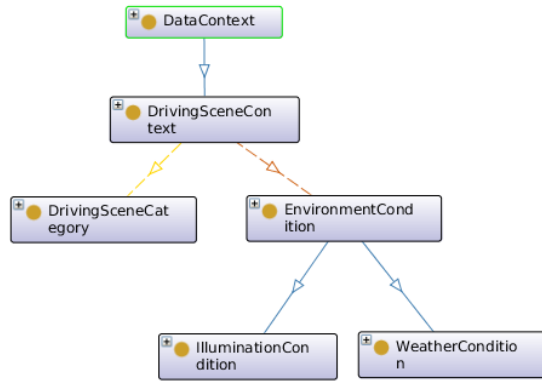 DataContext
DrivingSceneCon
text
DrivingSceneCat
egory
EnvironmentCond
ition
IlluminationCon
dition
WeatherConditio
n